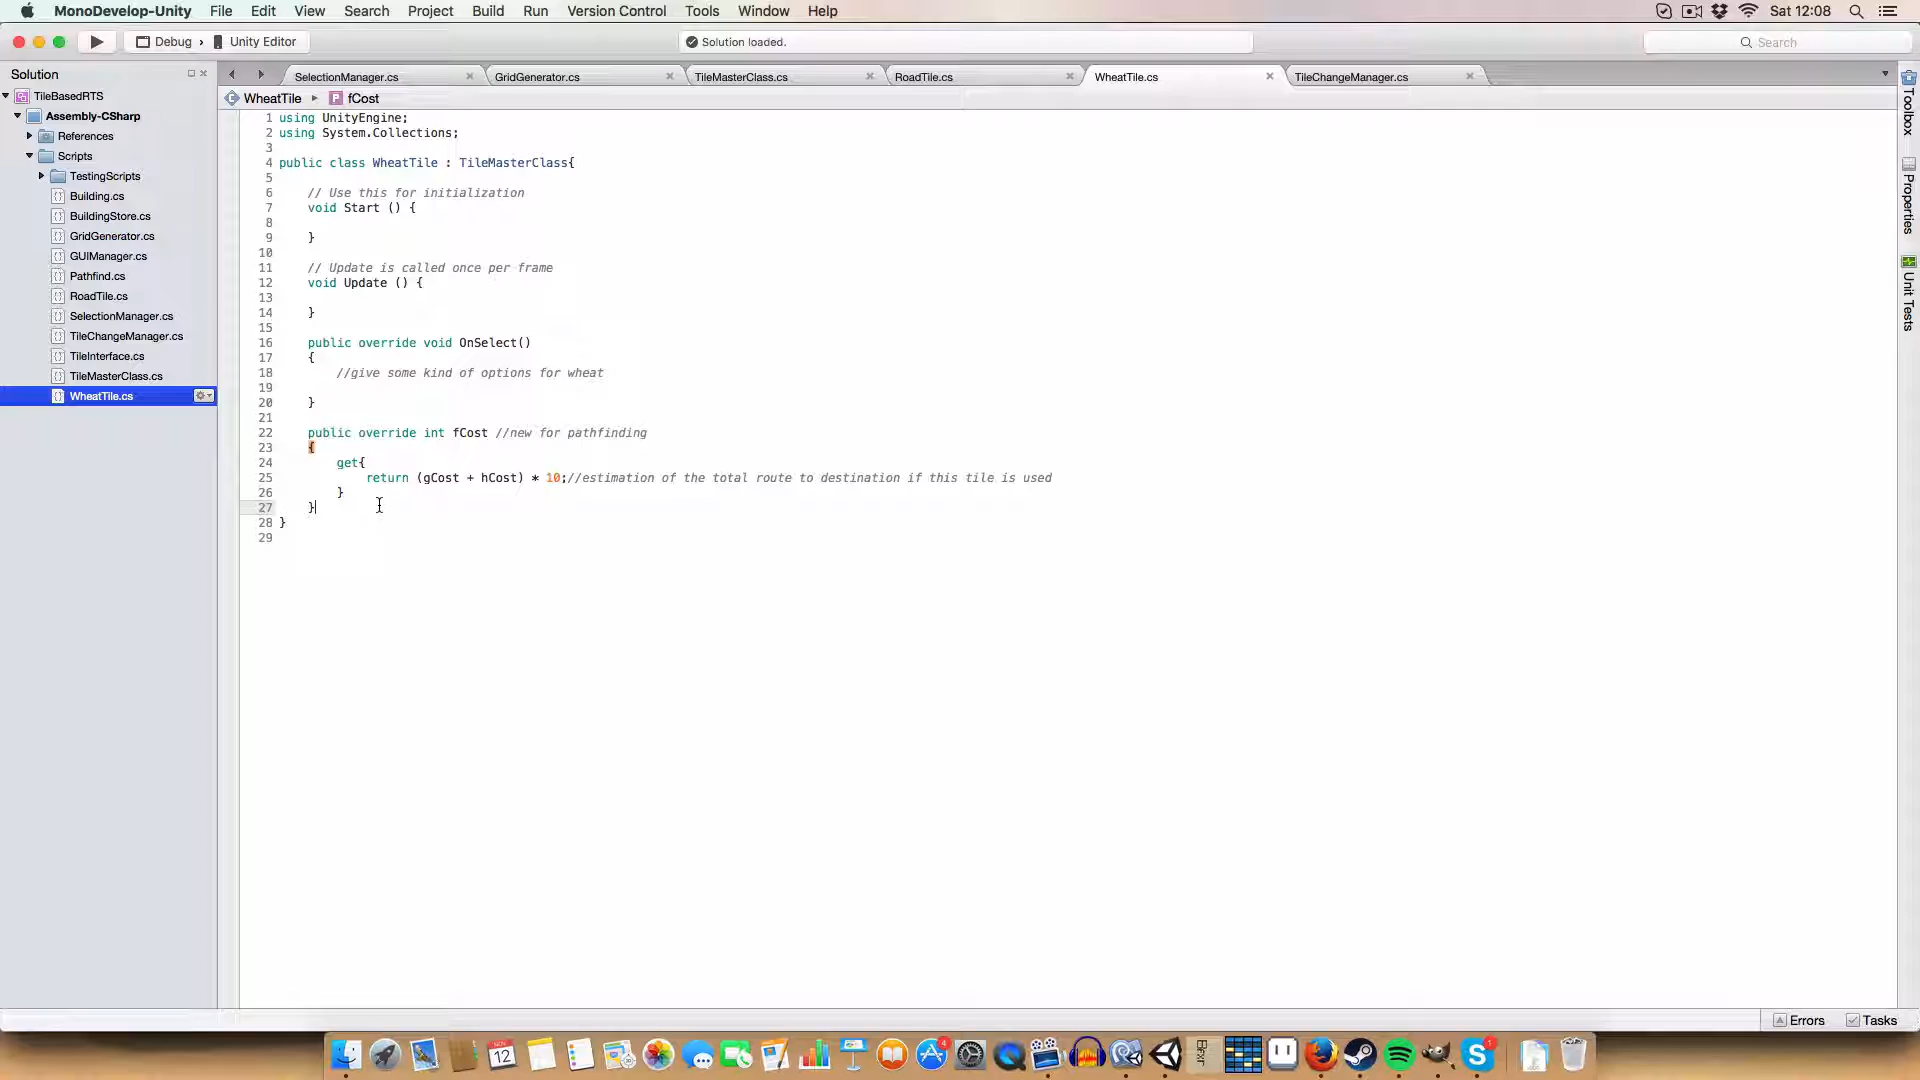 MonoDevelop-Unity File Edit View Search Project Build Run Version Control Tools Window Help Sat 12:08
Debug › Unity Editor
Solution loaded.
Search
Solution
TileBasedRTS
Assembly-CSharp
References
Scripts
TestingScripts
Building.cs
BuildingStore.cs
GridGenerator.cs
GUIManager.cs
Pathfind.cs
RoadTile.cs
SelectionManager.cs
TileChangeManager.cs
TileInterface.cs
TileMasterClass.cs
WheatTile.cs
SelectionManager.cs GridGenerator.cs TileMasterClass.cs RoadTile.cs WheatTile.cs TileChangeManager.cs
WheatTile fCost
1 using UnityEngine;
2 using System.Collections;
3
4 public class WheatTile : TileMasterClass{
5
6 // Use this for initialization
7 void Start () {
8
9 }
10
11 // Update is called once per frame
12 void Update () {
13
14 }
15
16 public override void OnSelect()
17 {
18 //give some kind of options for wheat
19
20 }
21
22 public override int fCost //new for pathfinding
23 {
24 get{
25 return (gCost + hCost) * 10;//estimation of the total route to destination if this tile is used
26 }
27 }
28 }
29
Toolbox
Properties
Unit Tests
Errors Tasks
NOV
12
4
1